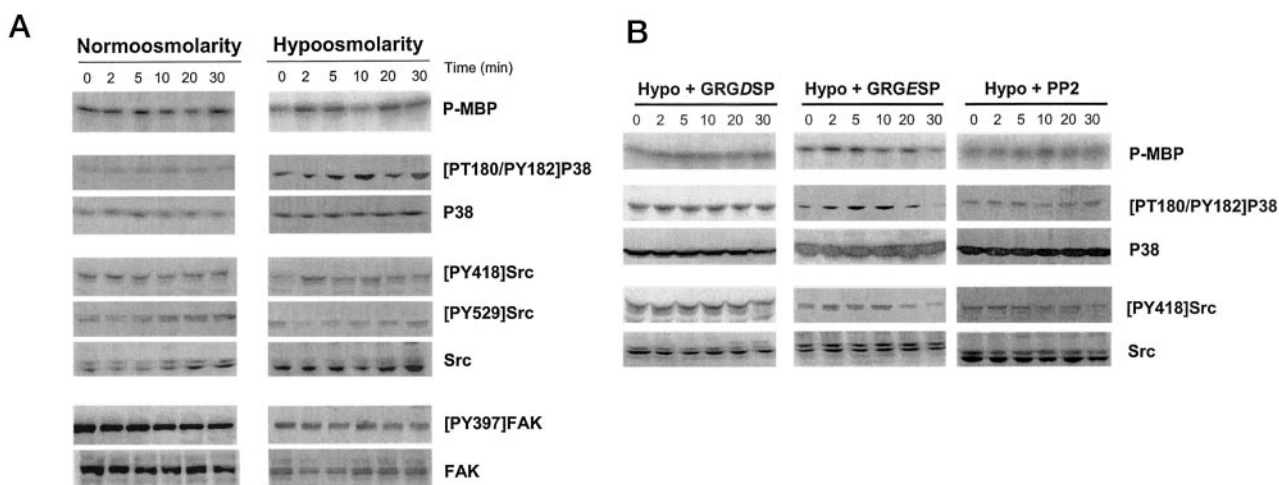 A
Normoosmolarity Hypoosmolarity
0 2 5 10 20 30 0 2 5 10 20 30 Time (min)
P-MBP
[PT180/PY182]P38
P38
[PY418]Src
[PY529]Src
Src
[PY397]FAK
FAK
B
Hypo + GRGDSP Hypo + GRGESP Hypo + PP2
0 2 5 10 20 30 0 2 5 10 20 30 0 2 5 10 20 30
P-MBP
[PT180/PY182]P38
P38
[PY418]Src
Src